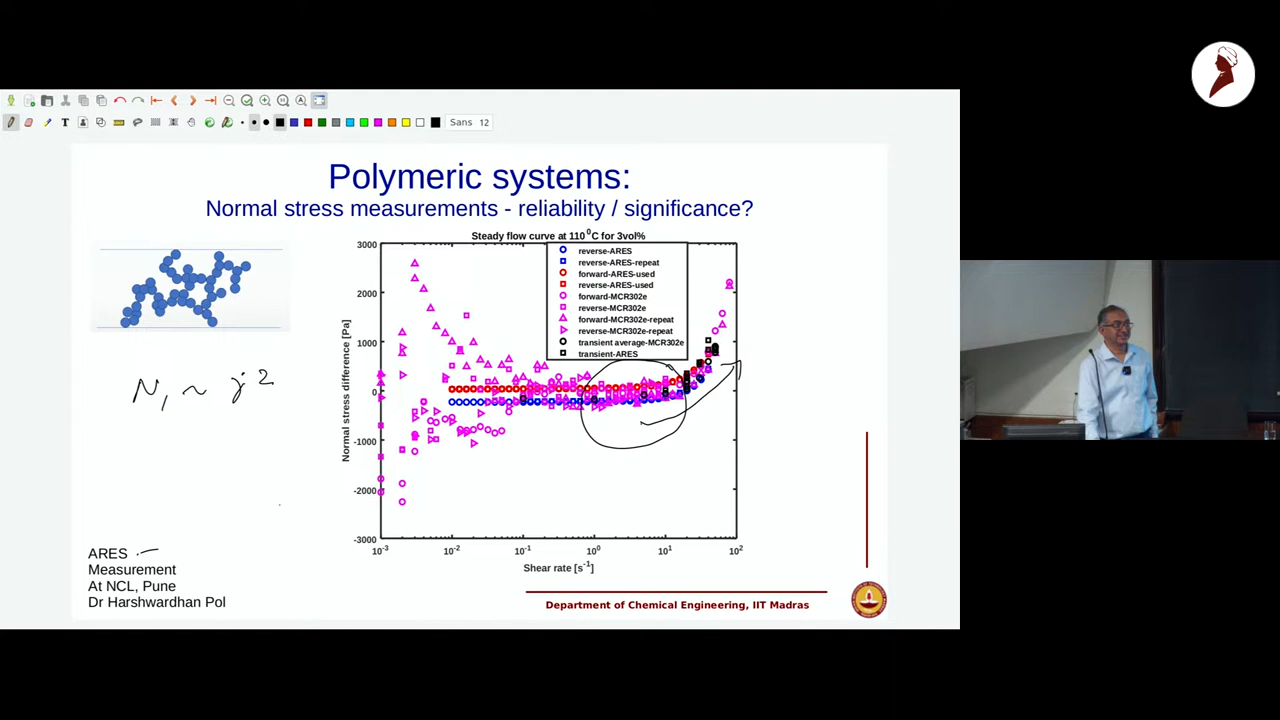 Sans 12
Polymeric systems:
Normal stress measurements - reliability / significance?
Steady flow curve at 110 ⁰C for 3vol%
3000
2000
1000
0
-1000
-2000
-3000
Normal stress difference [Pa]
reverse-ARES
reverse-ARES-repeat
forward-ARES-used
reverse-ARES-used
forward-MCR302e
reverse-MCR302e
forward-MCR302e-repeat
reverse-MCR302e-repeat
transient average-MCR302e
transient-ARES
10⁻³ 10⁻² 10⁻¹ 10⁰ 10¹ 10²
Shear rate [s⁻¹]
N₁ ~ γ̇²
ARES
Measurement
At NCL, Pune
Dr Harshwardhan Pol
Department of Chemical Engineering, IIT Madras